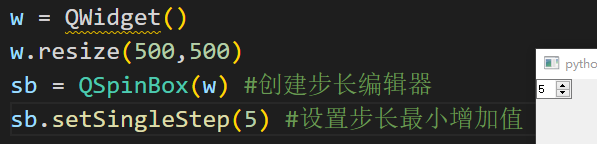 w = QWidget()
w.resize(500,500)
sb = QSpinBox(w) #创建步长编辑器
sb.setSingleStep(5) #设置步长最小增加值
pytho
5